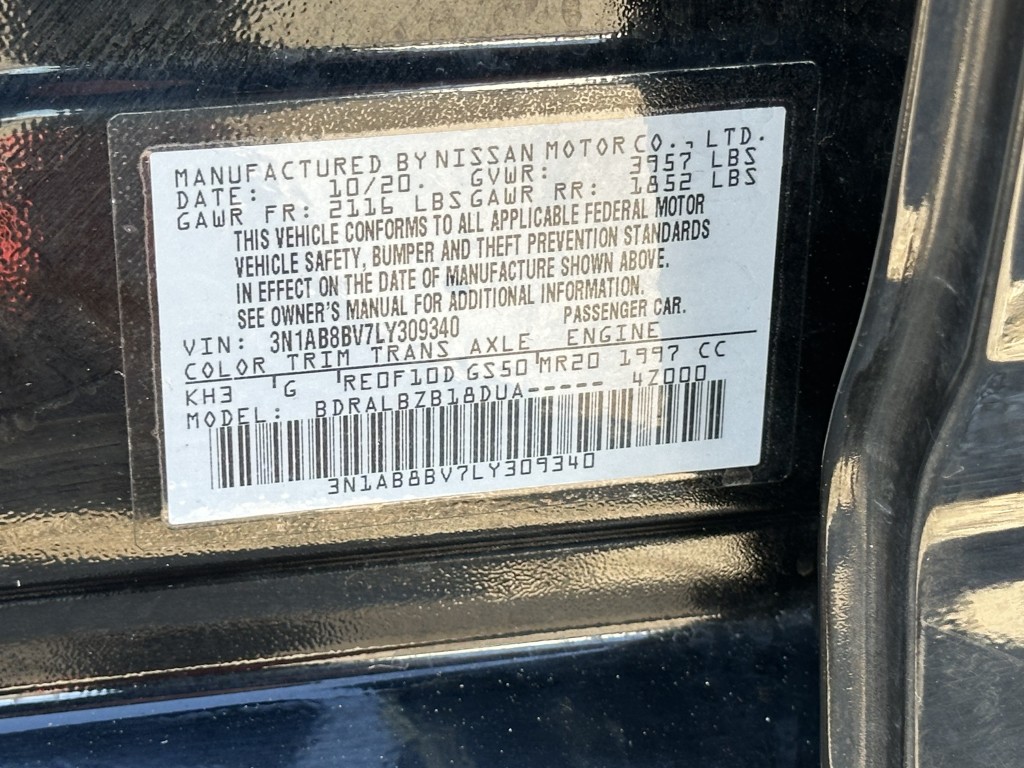 MANUFACTURED BY NISSAN MOTOR CO., LTD.
DATE: 10/20. GVWR: 3957 LBS
GAWR FR: 2116 LBS GAWR RR: 1852 LBS
THIS VEHICLE CONFORMS TO ALL APPLICABLE FEDERAL MOTOR
VEHICLE SAFETY, BUMPER AND THEFT PREVENTION STANDARDS
IN EFFECT ON THE DATE OF MANUFACTURE SHOWN ABOVE.
SEE OWNER'S MANUAL FOR ADDITIONAL INFORMATION.
PASSENGER CAR.
VIN: 3N1AB8BV7LY309340
COLOR TRIM TRANS AXLE ENGINE
KH3 'G 'RE0F10D GS50'MR20 1997 CC
MODEL: BDRALBZB18DUA----- 4Z000
3N1AB8BV7LY309340